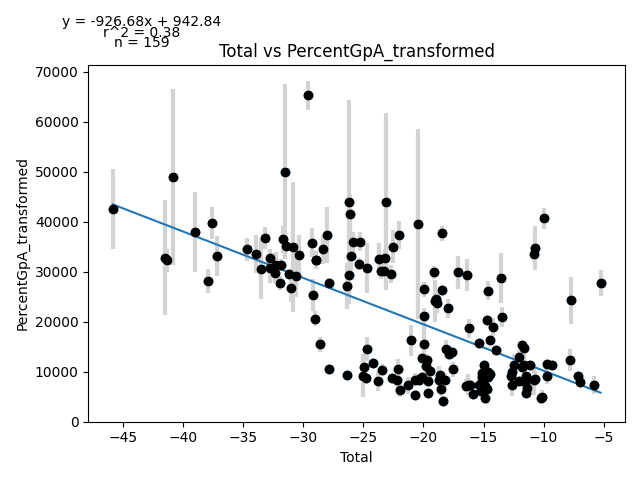 y = -926.68x + 942.84
r^2 = 0.38
n = 159
Total vs PercentGpA_transformed
70000
60000
50000
40000
30000
20000
10000
0
PercentGpA_transformed
−45 −40 −35 −30 −25 −20 −15 −10 −5
Total